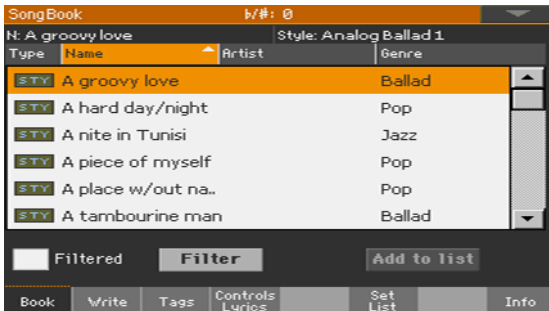 SongBook ♭/#: 0
N: A groovy love Style: Analog Ballad 1
Type Name Artist Genre
STY A groovy love Ballad
STY A hard day/night Pop
STY A nite in Tunisi Jazz
STY A piece of myself Pop
STY A place w/out na.. Pop
STY A tambourine man Ballad
Filtered Filter Add to list
Book Write Tags Controls Lyrics Set List Info